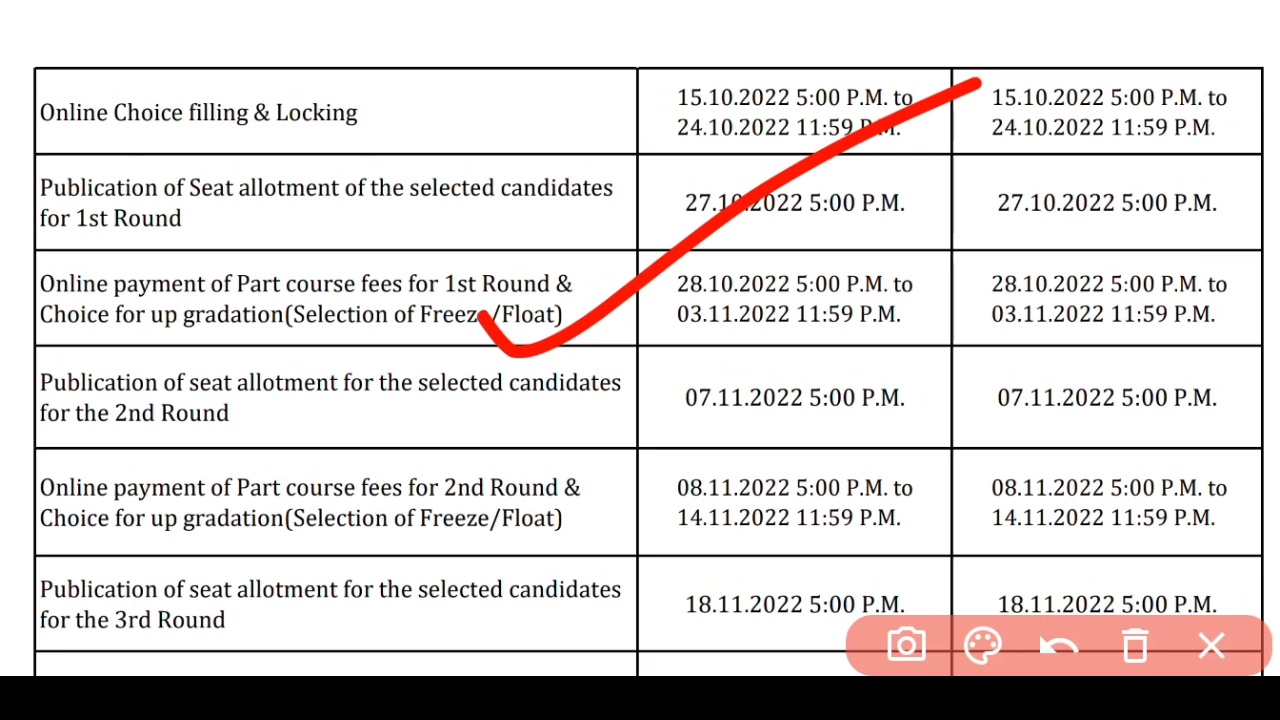 Online Choice filling & Locking
15.10.2022 5:00 P.M. to
24.10.2022 11:59 P.M.
15.10.2022 5:00 P.M. to
24.10.2022 11:59 P.M.
Publication of Seat allotment of the selected candidates
for 1st Round
27.10.2022 5:00 P.M.
27.10.2022 5:00 P.M.
Online payment of Part course fees for 1st Round &
Choice for up gradation(Selection of Freeze/Float)
28.10.2022 5:00 P.M. to
03.11.2022 11:59 P.M.
28.10.2022 5:00 P.M. to
03.11.2022 11:59 P.M.
Publication of seat allotment for the selected candidates
for the 2nd Round
07.11.2022 5:00 P.M.
07.11.2022 5:00 P.M.
Online payment of Part course fees for 2nd Round &
Choice for up gradation(Selection of Freeze/Float)
08.11.2022 5:00 P.M. to
14.11.2022 11:59 P.M.
08.11.2022 5:00 P.M. to
14.11.2022 11:59 P.M.
Publication of seat allotment for the selected candidates
for the 3rd Round
18.11.2022 5:00 P.M.
18.11.2022 5:00 P.M.